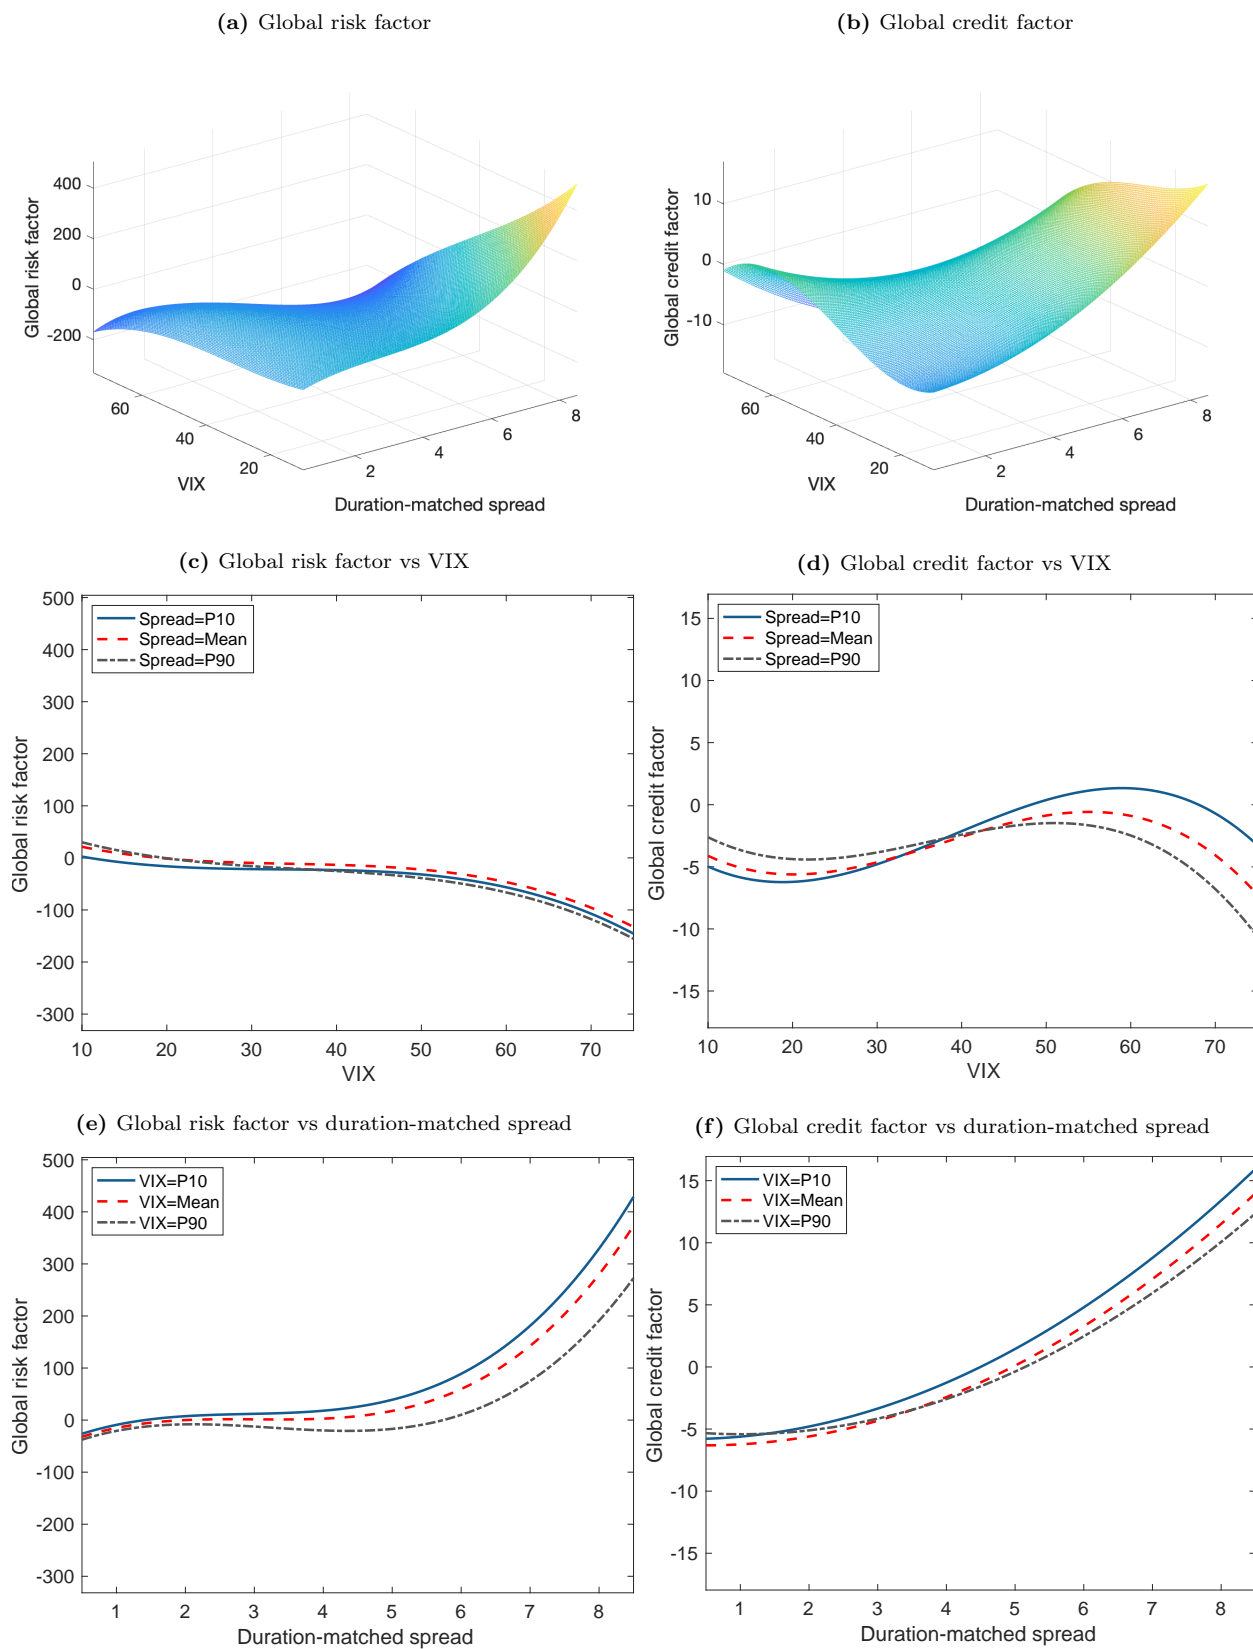 (a) Global risk factor
(b) Global credit factor
400
200
0
-200
Global risk factor
60
40
20
VIX
2
4
6
8
Duration-matched spread
10
0
-10
Global credit factor
60
40
20
VIX
2
4
6
8
Duration-matched spread
(c) Global risk factor vs VIX
(d) Global credit factor vs VIX
500
400
300
200
100
0
-100
-200
-300
Global risk factor
Spread=P10
Spread=Mean
Spread=P90
10 20 30 40 50 60 70
VIX
15
10
5
0
-5
-10
-15
Global credit factor
Spread=P10
Spread=Mean
Spread=P90
10 20 30 40 50 60 70
VIX
(e) Global risk factor vs duration-matched spread
(f) Global credit factor vs duration-matched spread
500
400
300
200
100
0
-100
-200
-300
Global risk factor
VIX=P10
VIX=Mean
VIX=P90
1 2 3 4 5 6 7 8
Duration-matched spread
15
10
5
0
-5
-10
-15
Global credit factor
VIX=P10
VIX=Mean
VIX=P90
1 2 3 4 5 6 7 8
Duration-matched spread